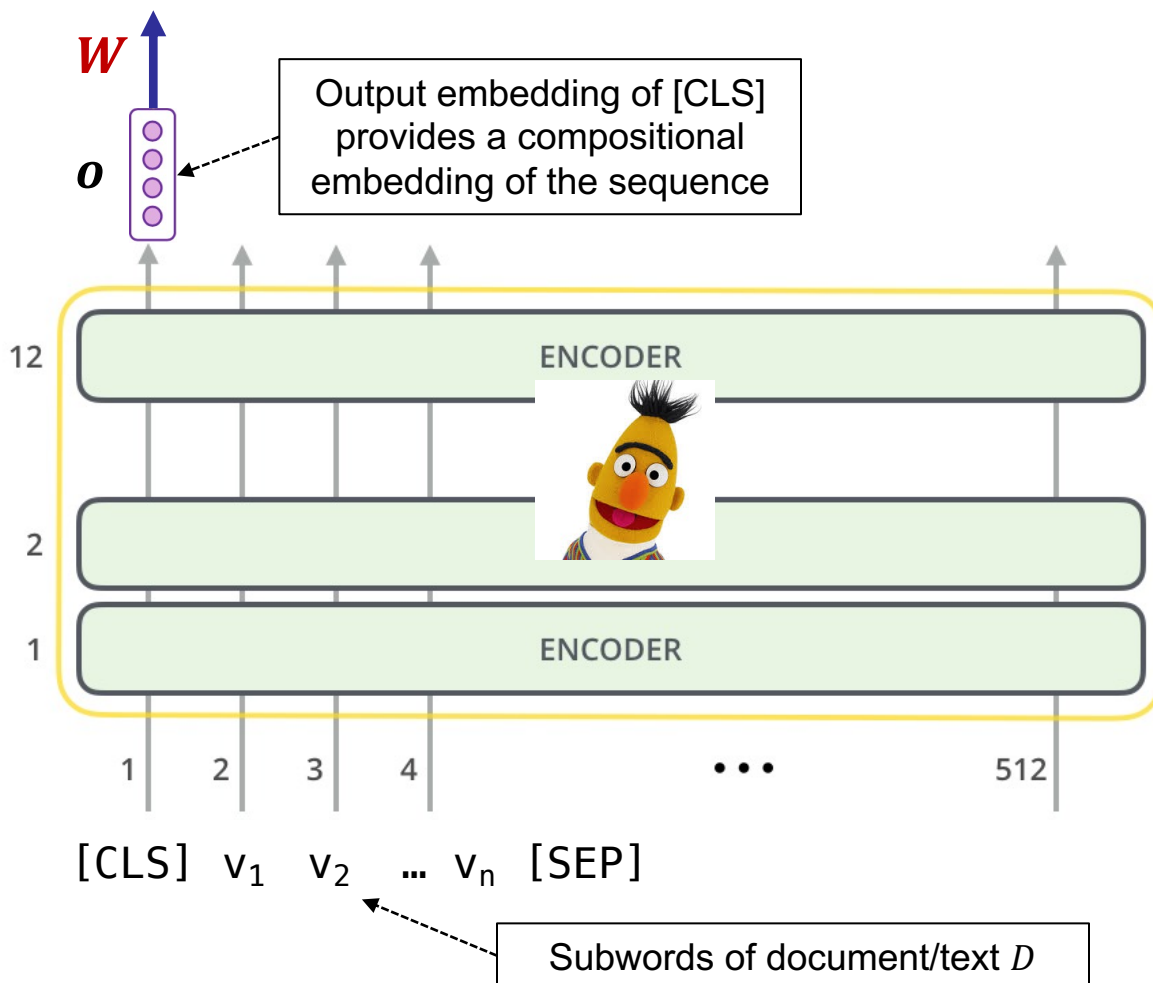 W
Output embedding of [CLS]
provides a compositional
embedding of the sequence
o
12
ENCODER
2
1
ENCODER
1 2 3 4 ••• 512
[CLS] v₁ v₂ … vₙ [SEP]
Subwords of document/text D